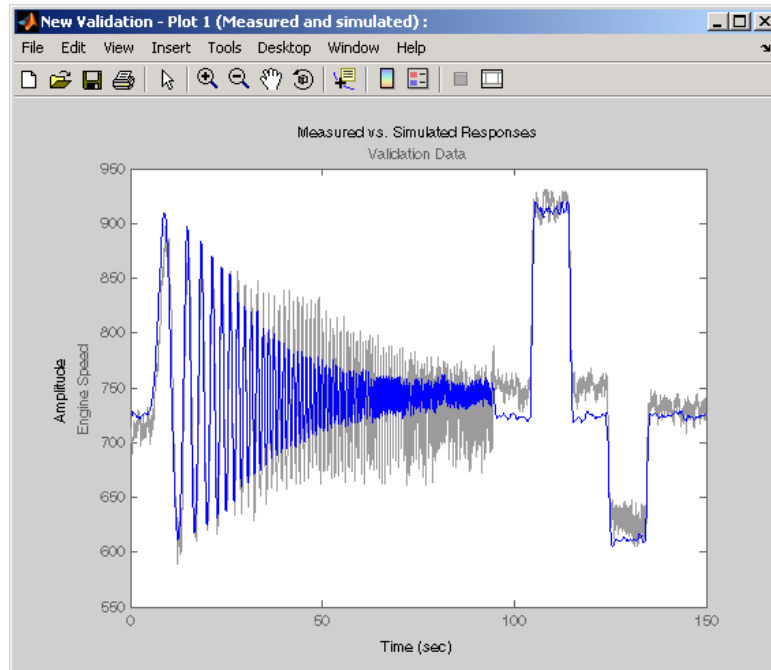 New Validation - Plot 1 (Measured and simulated) :
File Edit View Insert Tools Desktop Window Help
Measured vs. Simulated Responses
Validation Data
950
900
850
800
750
700
650
600
550
Amplitude
Engine Speed
0 50 100 150
Time (sec)